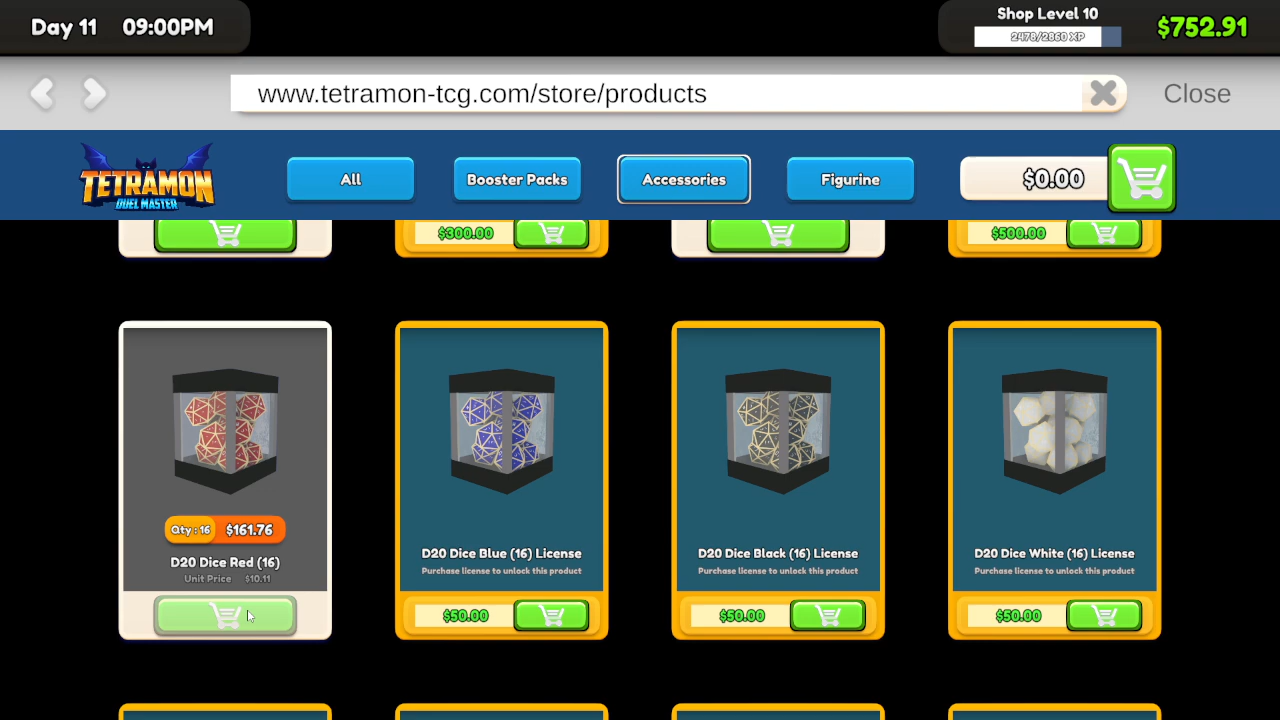 Day 11 09:00PM
Shop Level 10
2478/2860 XP
$752.91
www.tetramon-tcg.com/store/products
Close
TETRAMON
DUEL MASTER
All
Booster Packs
Accessories
Figurine
$0.00
$300.00
$500.00
Qty : 16 $161.76
D20 Dice Red (16)
Unit Price $10.11
D20 Dice Blue (16) License
Purchase license to unlock this product
$50.00
D20 Dice Black (16) License
Purchase license to unlock this product
$50.00
D20 Dice White (16) License
Purchase license to unlock this product
$50.00